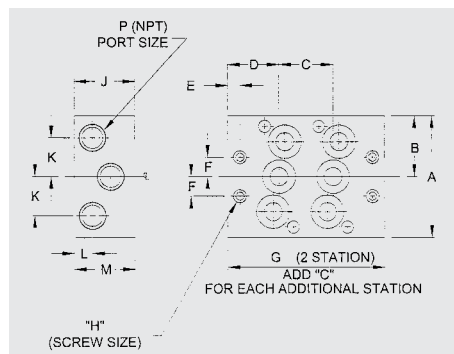 P (NPT)
PORT SIZE
J
D
C
E
K
B
F
A
K
F
L
M
G (2 STATION)
ADD "C"
FOR EACH ADDITIONAL STATION
"H"
(SCREW SIZE)